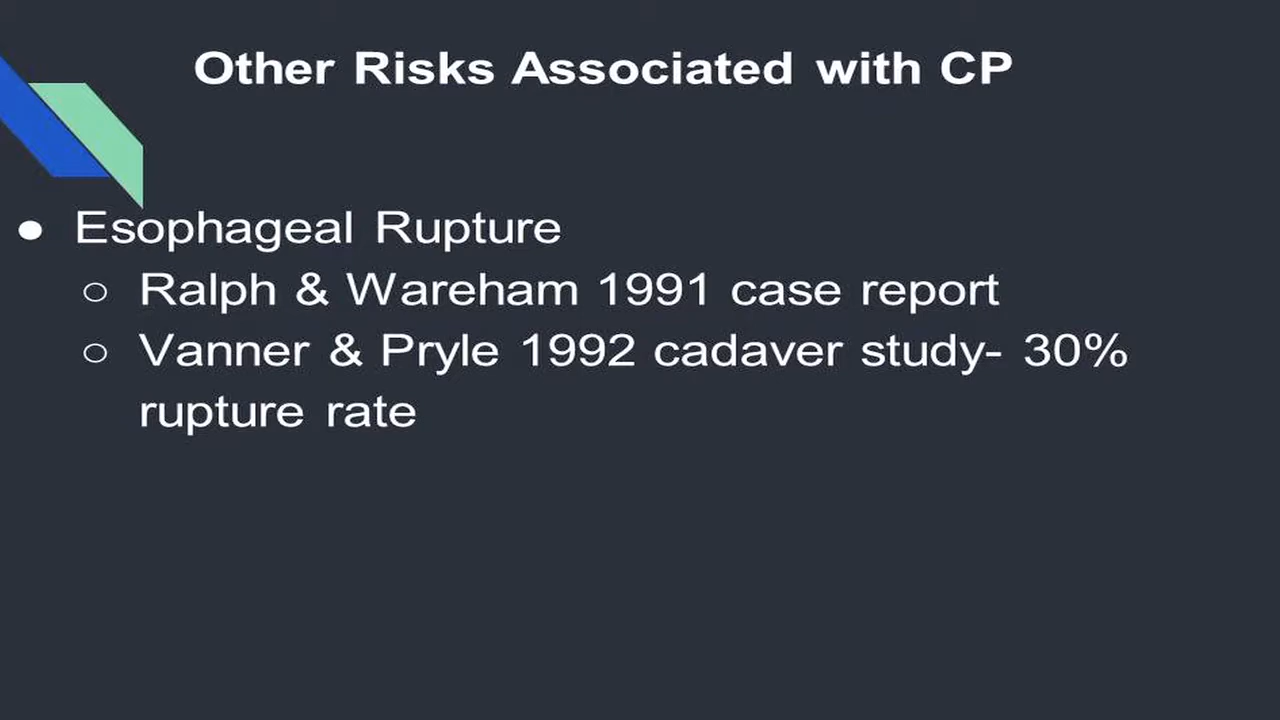 Other Risks Associated with CP
● Esophageal Rupture
○ Ralph & Wareham 1991 case report
○ Vanner & Pryle 1992 cadaver study- 30%
rupture rate